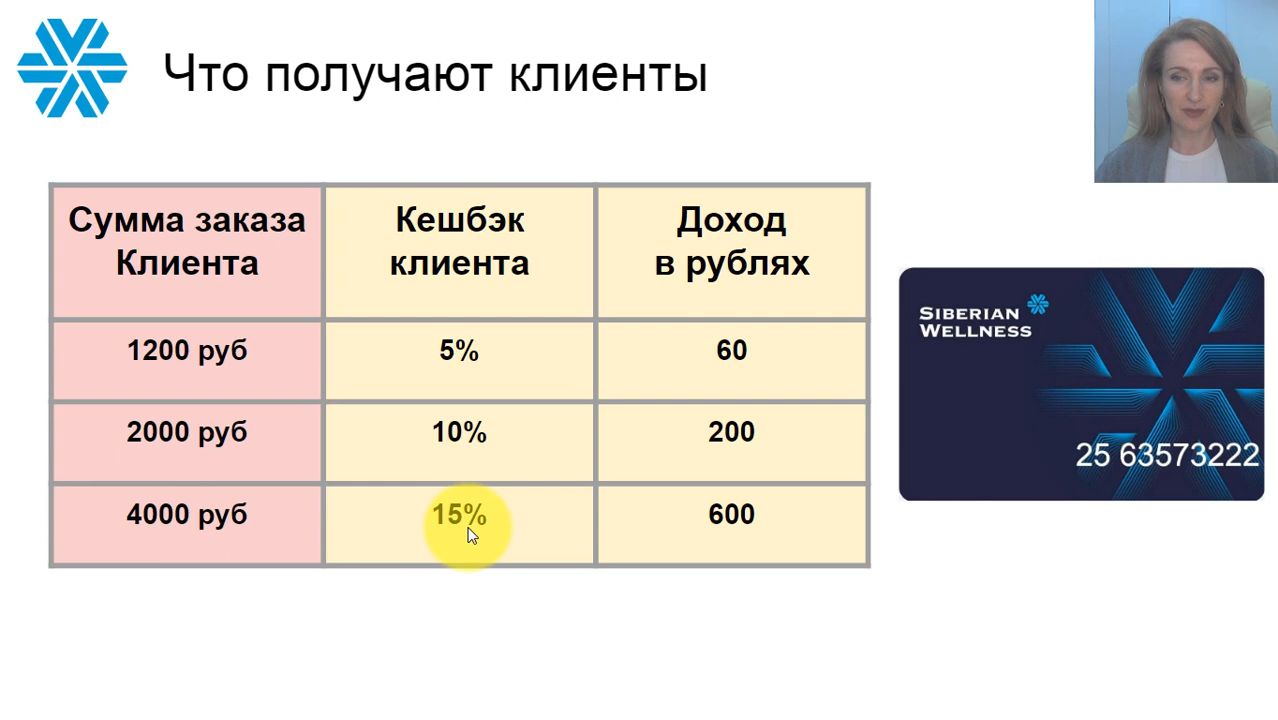 Что получают клиенты
Сумма заказа
Клиента
Кешбэк
клиента
Доход
в рублях
1200 руб
5%
60
2000 руб
10%
200
4000 руб
15%
600
SIBERIAN
WELLNESS
25 63573222